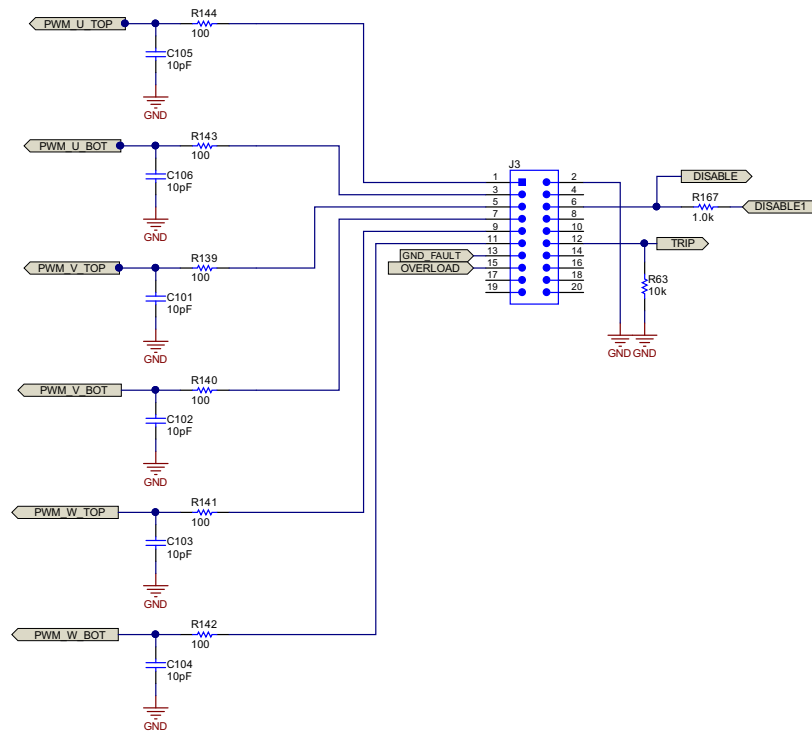 PWM_U_TOP
R144
100
C105
10pF
GND
PWM_U_BOT
R143
100
C106
10pF
GND
PWM_V_TOP
R139
100
C101
10pF
GND
PWM_V_BOT
R140
100
C102
10pF
GND
PWM_W_TOP
R141
100
C103
10pF
GND
PWM_W_BOT
R142
100
C104
10pF
GND
J3
1 2
3 4
5 6
7 8
9 10
11 12
13 14
15 16
17 18
19 20
GND_FAULT
OVERLOAD
DISABLE
R167
1.0k
DISABLE1
TRIP
R63
10k
GND GND